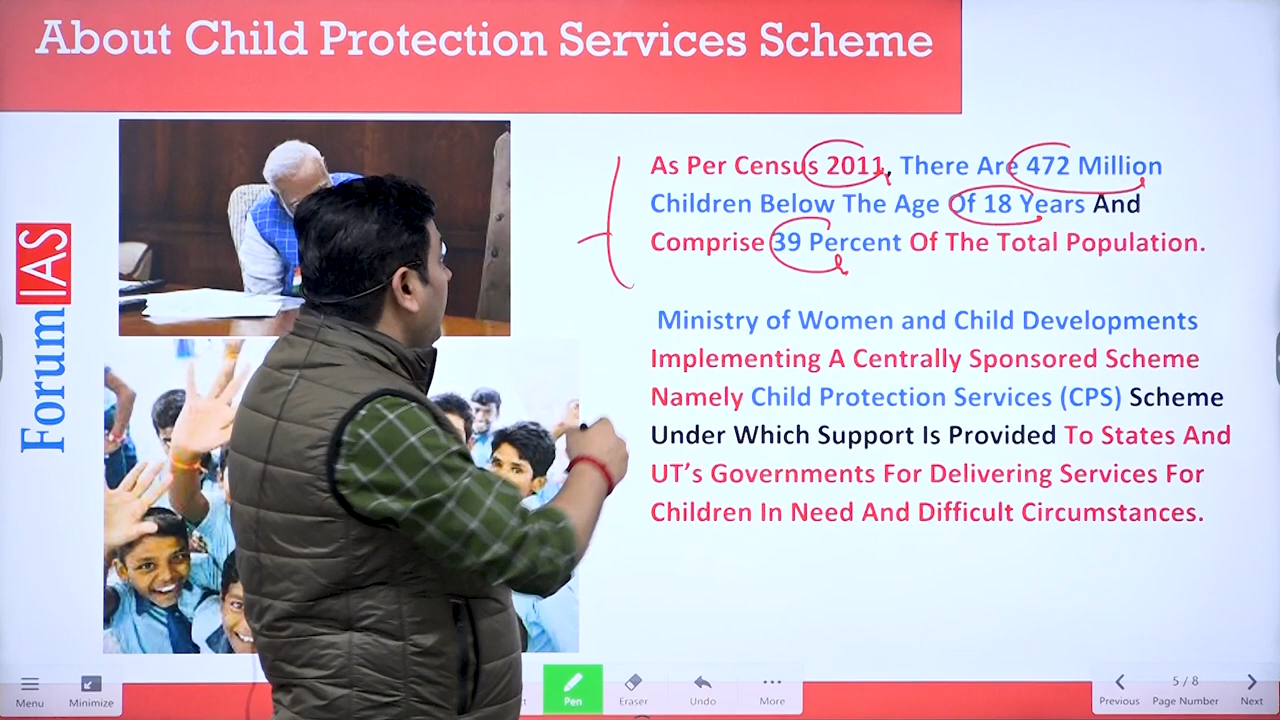 About Child Protection Services Scheme
Forum IAS
As Per Census 2011, There Are 472 Million
Children Below The Age Of 18 Years And
Comprise 39 Percent Of The Total Population.
Ministry of Women and Child Developments
Implementing A Centrally Sponsored Scheme
Namely Child Protection Services (CPS) Scheme
Under Which Support Is Provided To States And
UT's Governments For Delivering Services For
Children In Need And Difficult Circumstances.
Menu
Minimize
Pen
Eraser
Undo
More
Previous
5 / 8
Page Number
Next